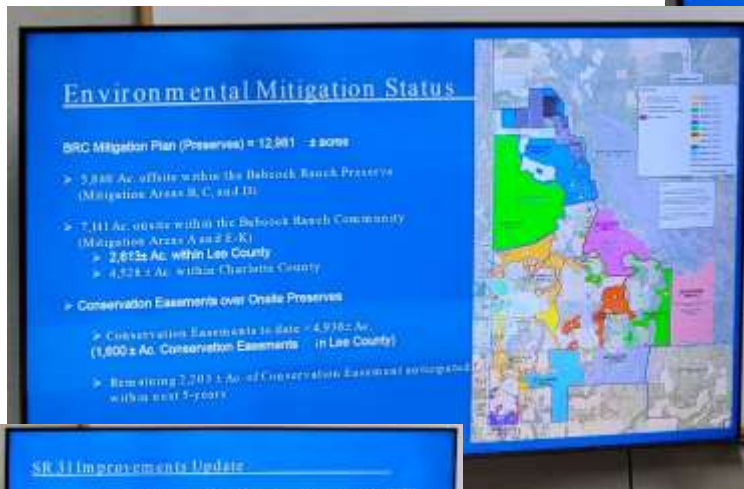 Environmental Mitigation Status
BRC Mitigation Plan (Preserves) = 12,981 ± acres
➢ 5,840 Ac. offsite within the Babcock Ranch Preserve
(Mitigation Areas B, C, and D)
➢ 7,141 Ac. onsite within the Babcock Ranch Community
(Mitigation Areas A and E-K)
➢ 2,613± Ac. within Lee County
➢ 4,528 ± Ac. within Charlotte County
➢ Conservation Easements over Onsite Preserves
➢ Conservation Easements to date = 4,938± Ac.
(1,600 ± Ac. Conservation Easements in Lee County)
➢ Remaining 2,203 ± Ac. of Conservation Easement anticipated
within next 5-years
SR 31 Improvements Update